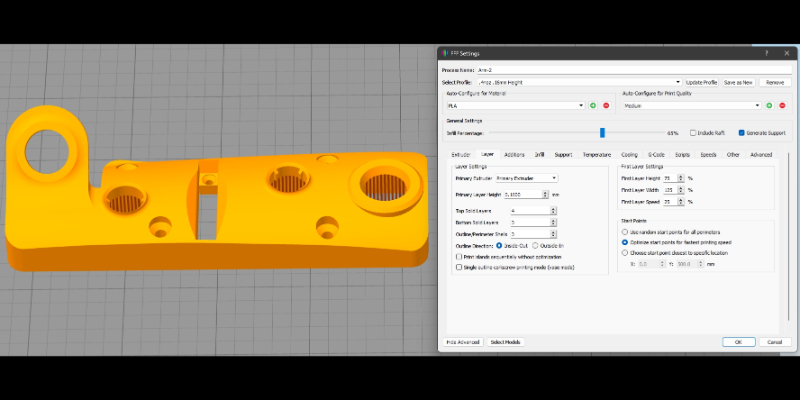 FFF Settings
Process Name: Arm-3
Select Profile: Update Profile Save as New Remove
Auto-Configure for Material Auto-Configure for Print Quality
PLA Medium
General Settings
Infill Percentage: 65% Include Raft Generate Support
Extruder Layer Additions Infill Support Temperature Cooling G-Code Scripts Speeds Other Advanced
Layer Settings First Layer Settings
Primary Extruder Primary Extruder First Layer Height 75 %
Primary Layer Height mm First Layer Width 125 %
First Layer Speed 25 %
Top Solid Layers 4
Bottom Solid Layers 3 Start Points
Outline/Perimeter Shells 3 Use random start points for all perimeters
Outline Direction: Inside-Out Outside-In Optimize start points for fastest printing speed
Print islands sequentially without optimization Choose start point closest to specific location
Single outline corkscrew printing mode (vase mode) X: 0.0 Y: 300.0 mm
Hide Advanced Select Models OK Cancel